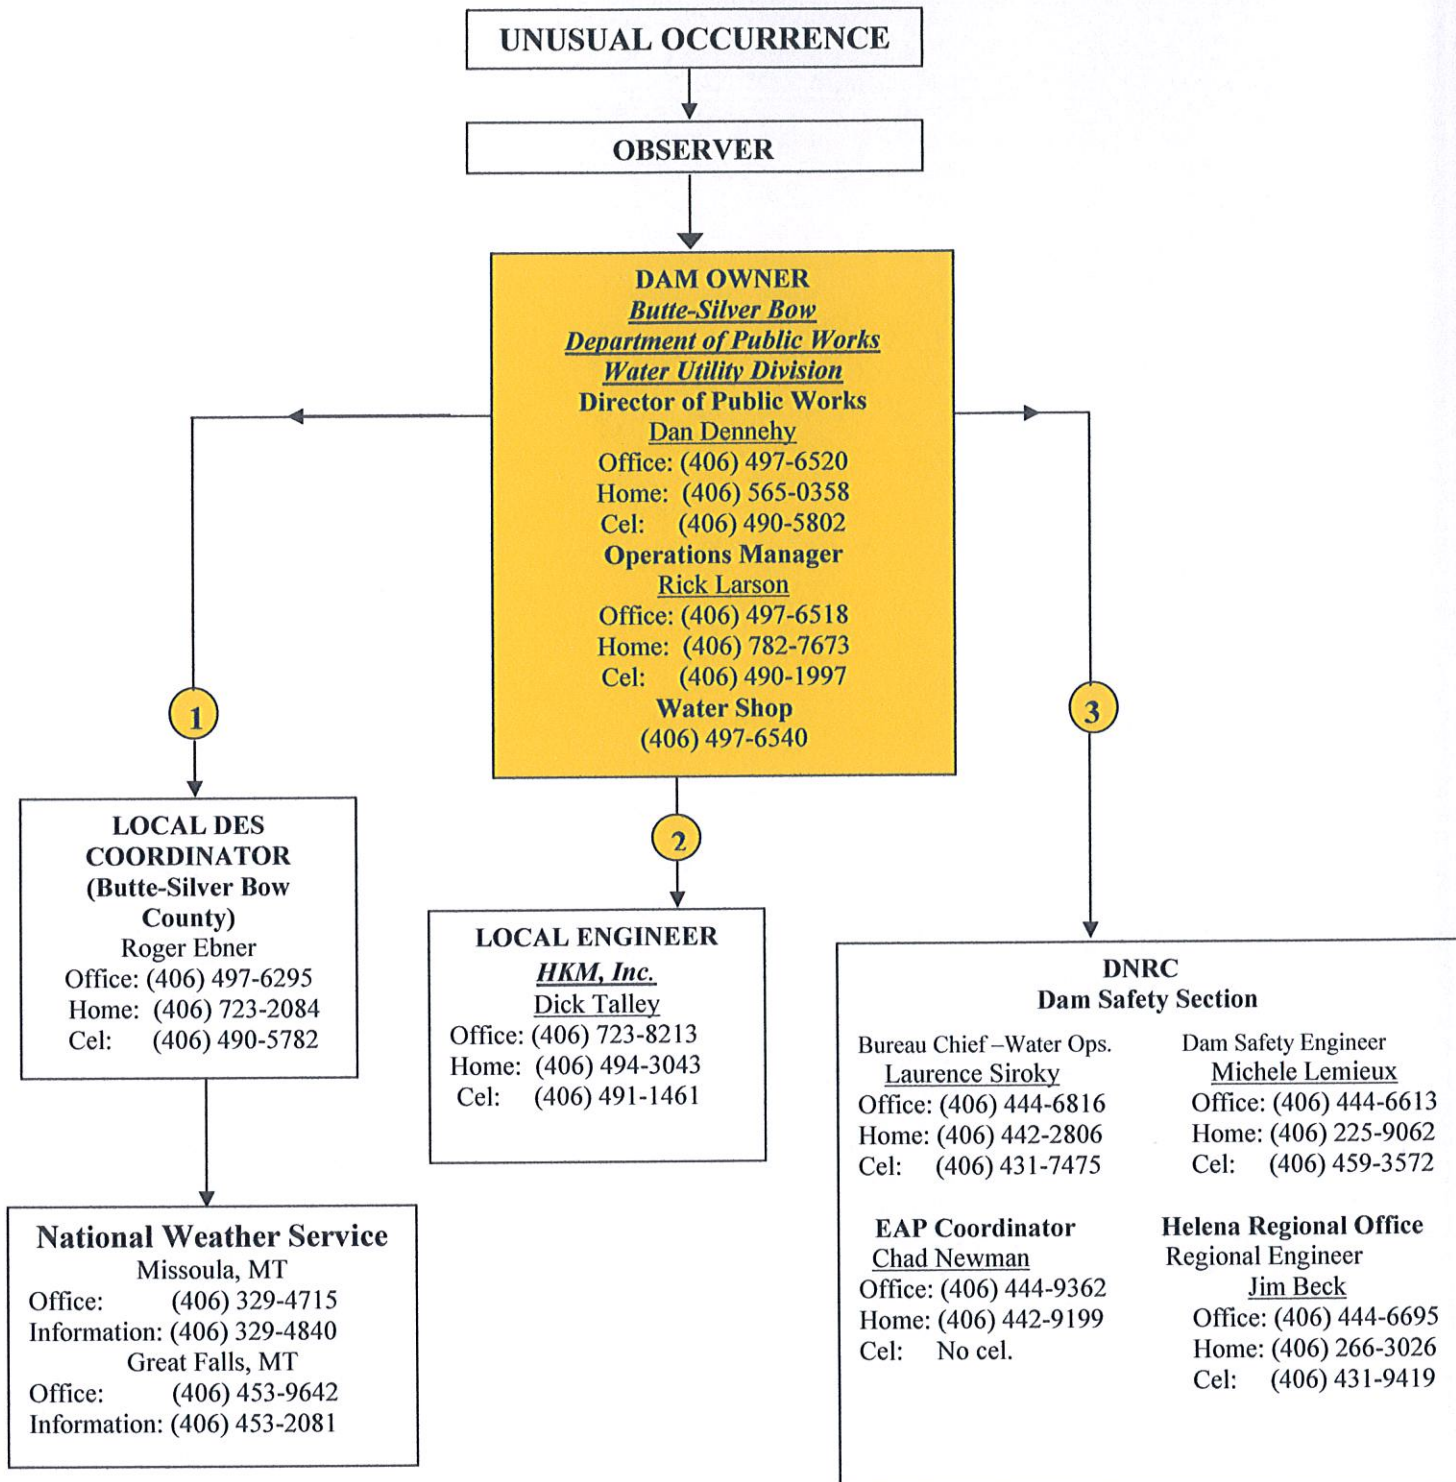 UNUSUAL OCCURRENCE
OBSERVER
DAM OWNER
Butte-Silver Bow
Department of Public Works
Water Utility Division
Director of Public Works
Dan Dennehy
Office: (406) 497-6520
Home: (406) 565-0358
Cel: (406) 490-5802
Operations Manager
Rick Larson
Office: (406) 497-6518
Home: (406) 782-7673
Cel: (406) 490-1997
Water Shop
(406) 497-6540
1
LOCAL DES
COORDINATOR
(Butte-Silver Bow
County)
Roger Ebner
Office: (406) 497-6295
Home: (406) 723-2084
Cel: (406) 490-5782
National Weather Service
Missoula, MT
Office: (406) 329-4715
Information: (406) 329-4840
Great Falls, MT
Office: (406) 453-9642
Information: (406) 453-2081
2
LOCAL ENGINEER
HKM, Inc.
Dick Talley
Office: (406) 723-8213
Home: (406) 494-3043
Cel: (406) 491-1461
3
DNRC
Dam Safety Section
Bureau Chief –Water Ops.
Laurence Siroky
Office: (406) 444-6816
Home: (406) 442-2806
Cel: (406) 431-7475
Dam Safety Engineer
Michele Lemieux
Office: (406) 444-6613
Home: (406) 225-9062
Cel: (406) 459-3572
EAP Coordinator
Chad Newman
Office: (406) 444-9362
Home: (406) 442-9199
Cel: No cel.
Helena Regional Office
Regional Engineer
Jim Beck
Office: (406) 444-6695
Home: (406) 266-3026
Cel: (406) 431-9419